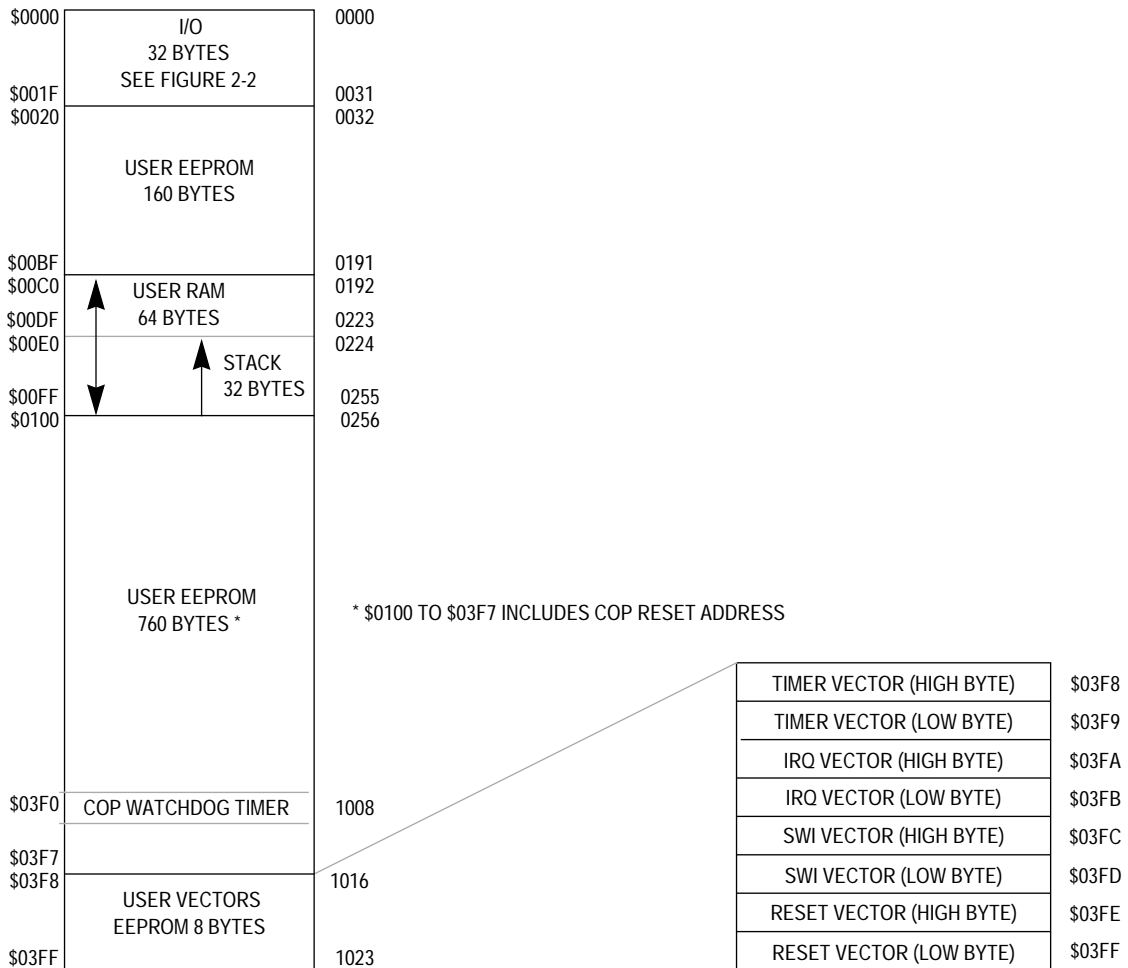 $0000 I/O 0000
32 BYTES
SEE FIGURE 2-2
$001F 0031
$0020 0032
USER EEPROM
160 BYTES
$00BF 0191
$00C0 USER RAM 0192
$00DF 64 BYTES 0223
$00E0 0224
STACK
32 BYTES
$00FF 0255
$0100 0256
USER EEPROM
760 BYTES *
* $0100 TO $03F7 INCLUDES COP RESET ADDRESS
$03F0 COP WATCHDOG TIMER 1008
$03F7
$03F8 1016
USER VECTORS
EEPROM 8 BYTES
$03FF 1023
TIMER VECTOR (HIGH BYTE) $03F8
TIMER VECTOR (LOW BYTE) $03F9
IRQ VECTOR (HIGH BYTE) $03FA
IRQ VECTOR (LOW BYTE) $03FB
SWI VECTOR (HIGH BYTE) $03FC
SWI VECTOR (LOW BYTE) $03FD
RESET VECTOR (HIGH BYTE) $03FE
RESET VECTOR (LOW BYTE) $03FF